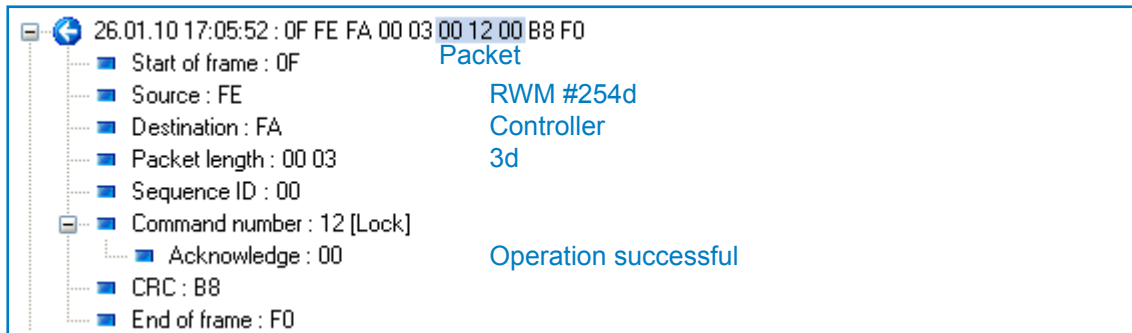 26.01.10 17:05:52 : 0F FE FA 00 03 00 12 00 B8 F0
Packet
Start of frame : 0F
Source : FE RWM #254d
Destination : FA Controller
Packet length : 00 03 3d
Sequence ID : 00
Command number : 12 [Lock]
Acknowledge : 00 Operation successful
CRC : B8
End of frame : F0